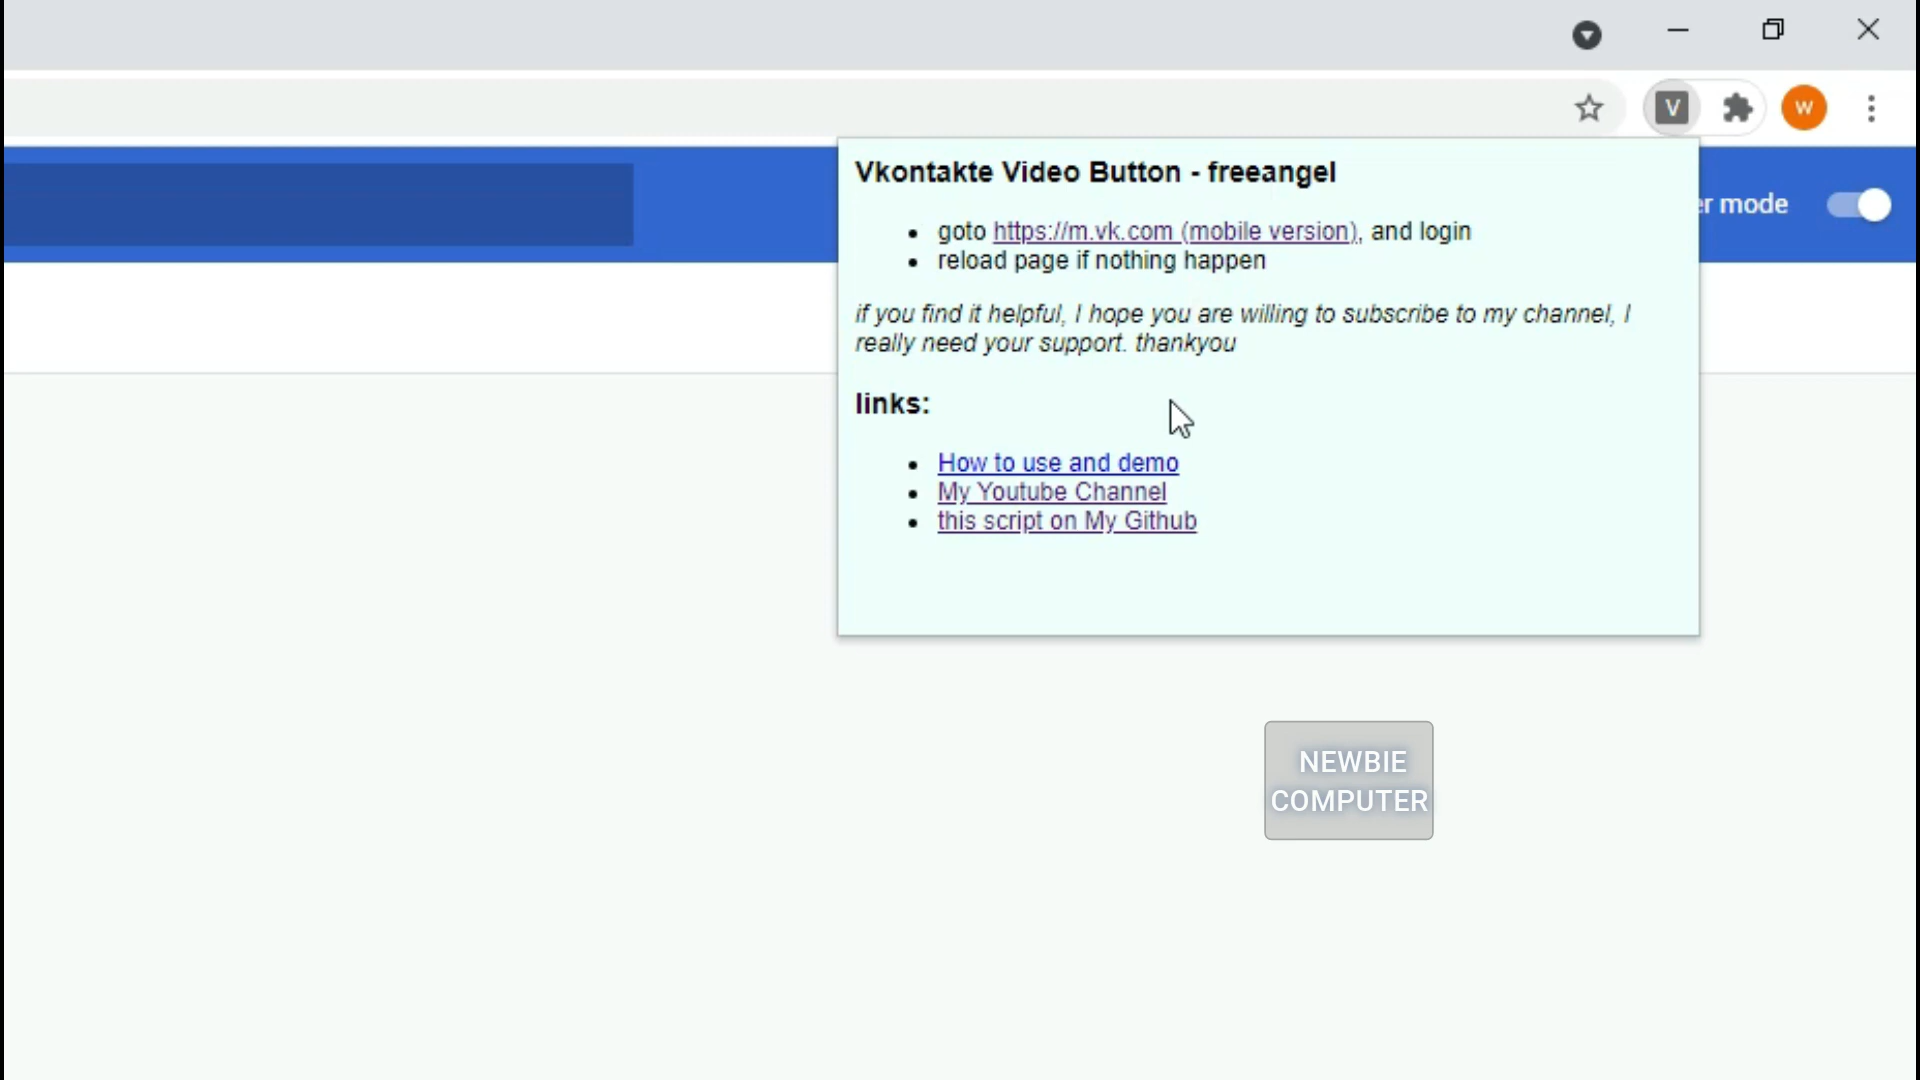 V
W
Vkontakte Video Button - freeangel
er mode
goto https://m.vk.com (mobile version), and login
reload page if nothing happen
if you find it helpful, I hope you are willing to subscribe to my channel, I
really need your support. thankyou
links:
How to use and demo
My Youtube Channel
this script on My Github
NEWBIE
COMPUTER